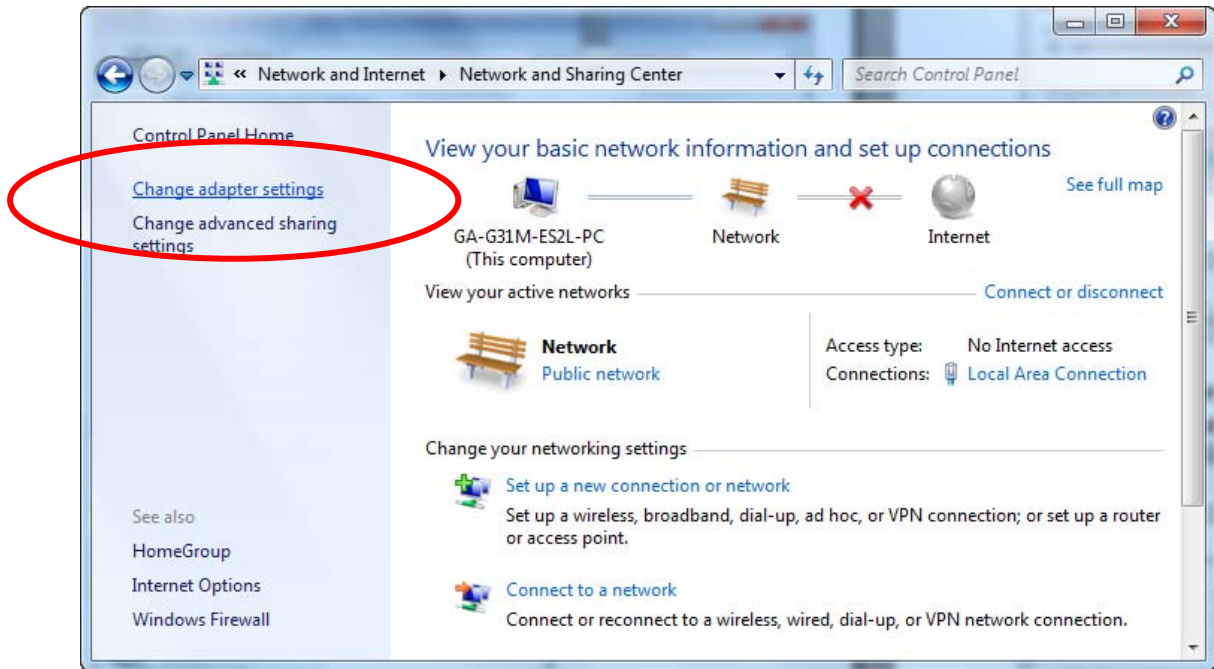 « Network and Internet ▸ Network and Sharing Center
Search Control Panel
Control Panel Home
Change adapter settings
Change advanced sharing
settings
See also
HomeGroup
Internet Options
Windows Firewall
View your basic network information and set up connections
See full map
GA-G31M-ES2L-PC
(This computer)
Network
Internet
View your active networks
Connect or disconnect
Network
Public network
Access type: No Internet access
Connections: Local Area Connection
Change your networking settings
Set up a new connection or network
Set up a wireless, broadband, dial-up, ad hoc, or VPN connection; or set up a router
or access point.
Connect to a network
Connect or reconnect to a wireless, wired, dial-up, or VPN network connection.